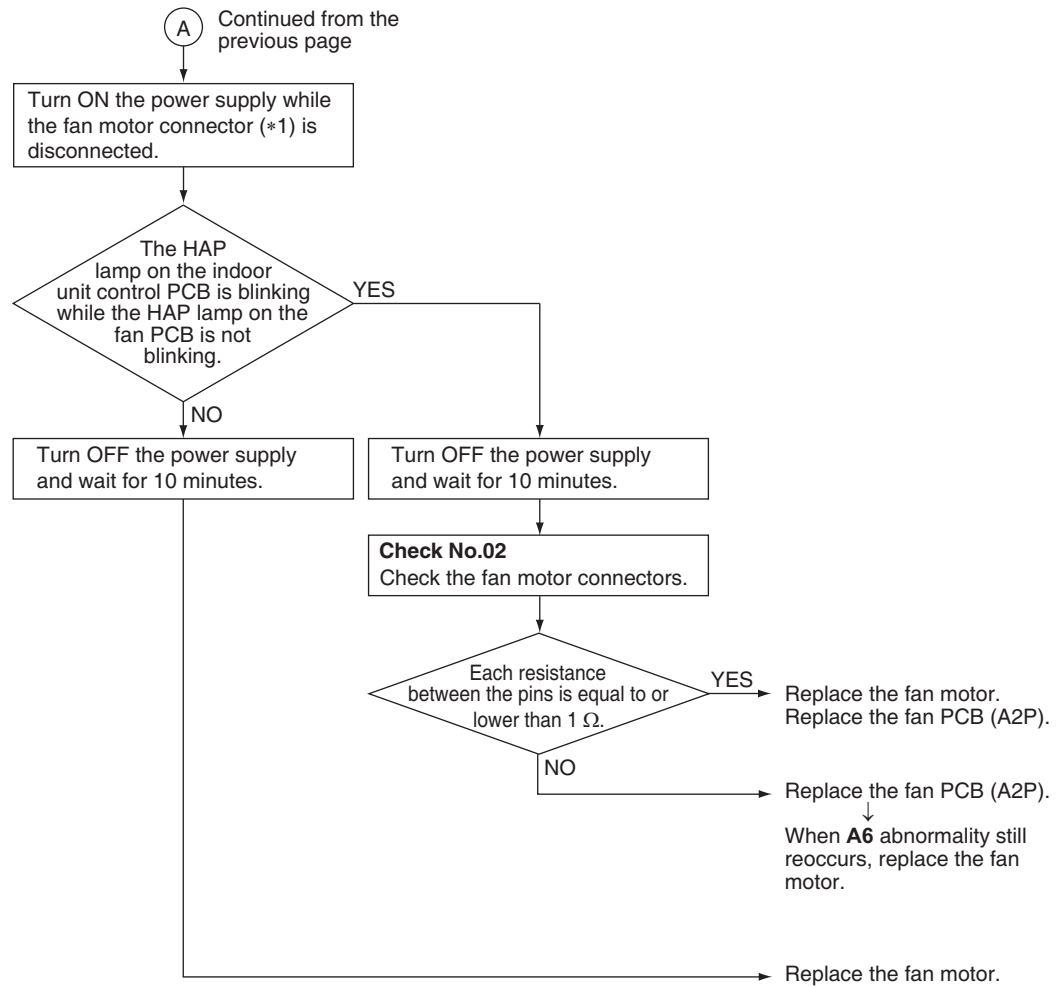 A
Continued from the
previous page
Turn ON the power supply while
the fan motor connector (*1) is
disconnected.
The HAP
lamp on the indoor
unit control PCB is blinking
while the HAP lamp on the
fan PCB is not
blinking.
YES
NO
Turn OFF the power supply
and wait for 10 minutes.
Turn OFF the power supply
and wait for 10 minutes.
Check No.02
Check the fan motor connectors.
Each resistance
between the pins is equal to or
lower than 1 Ω.
YES
Replace the fan motor.
Replace the fan PCB (A2P).
NO
Replace the fan PCB (A2P).
↓
When A6 abnormality still
reoccurs, replace the fan
motor.
Replace the fan motor.